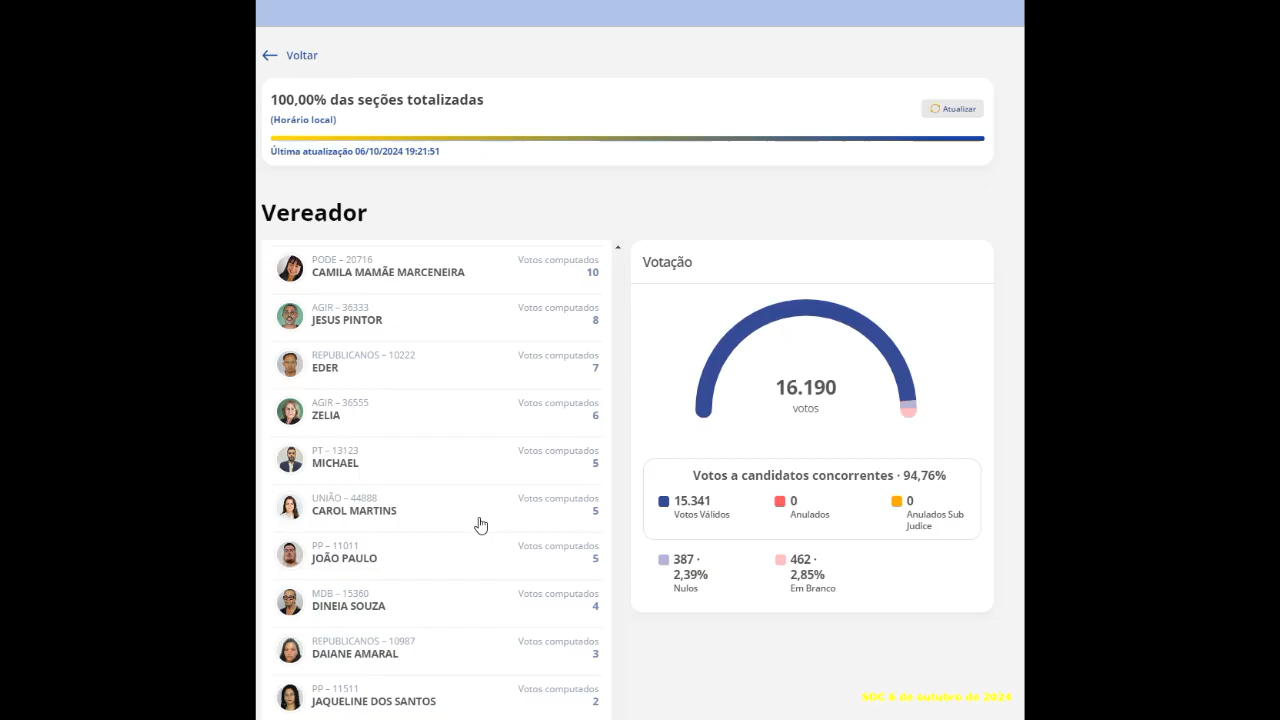 Voltar
100,00% das seções totalizadas
(Horário local)
Atualizar
Última atualização 06/10/2024 19:21:51
Vereador
PODE – 20716
Votos computados
CAMILA MAMÃE MARCENEIRA
10
AGIR – 36333
Votos computados
JESUS PINTOR
8
REPUBLICANOS – 10222
Votos computados
EDER
7
AGIR – 36555
Votos computados
ZELIA
6
PT – 13123
Votos computados
MICHAEL
5
UNIÃO – 44888
Votos computados
CAROL MARTINS
5
PP – 11011
Votos computados
JOÃO PAULO
5
MDB – 15360
Votos computados
DINEIA SOUZA
4
REPUBLICANOS – 10987
Votos computados
DAIANE AMARAL
3
PP – 11511
Votos computados
JAQUELINE DOS SANTOS
2
Votação
16.190
votos
Votos a candidatos concorrentes · 94,76%
15.341
Votos Válidos
0
Anulados
0
Anulados Sub
Judice
387 ·
2,39%
Nulos
462 ·
2,85%
Em Branco
SDC 6 de outubro de 2024